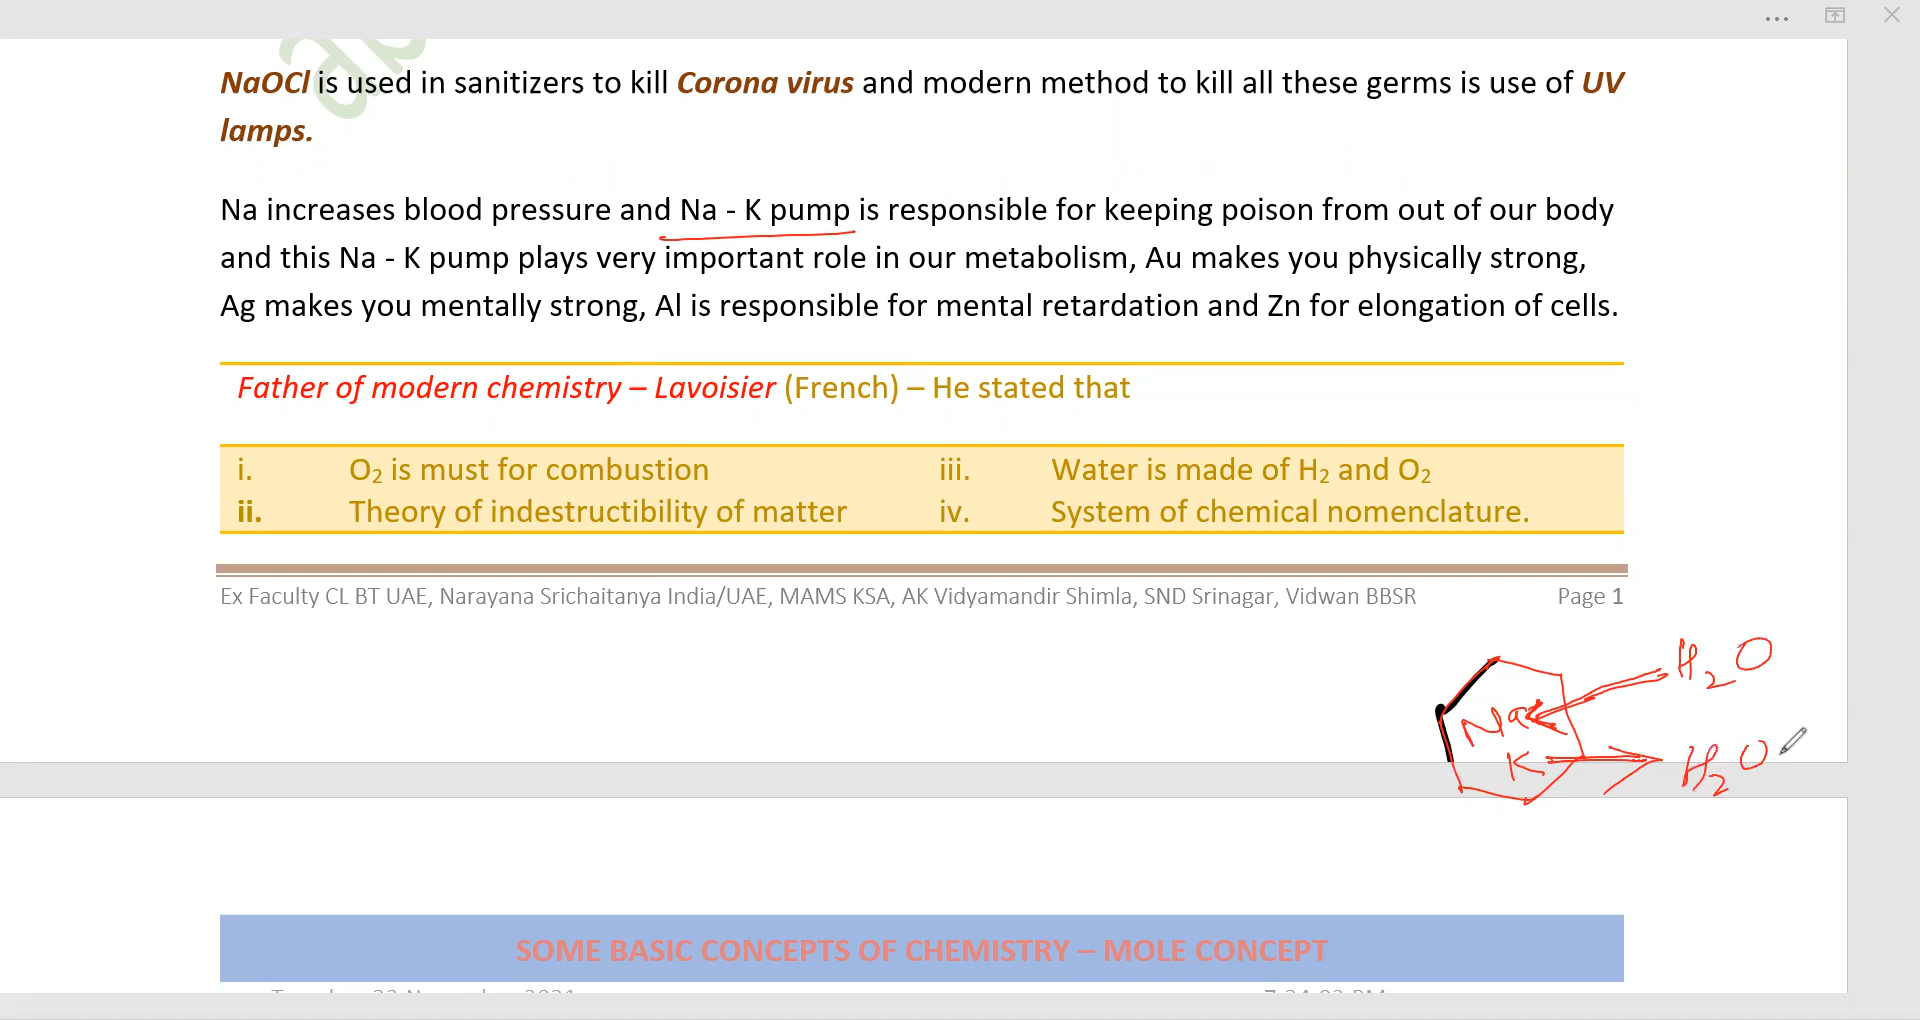 NaOCl is used in sanitizers to kill Corona virus and modern method to kill all these germs is use of UV
lamps.
Na increases blood pressure and Na - K pump is responsible for keeping poison from out of our body
and this Na - K pump plays very important role in our metabolism, Au makes you physically strong,
Ag makes you mentally strong, Al is responsible for mental retardation and Zn for elongation of cells.
Father of modern chemistry – Lavoisier (French) – He stated that
i. O₂ is must for combustion iii. Water is made of H₂ and O₂
ii. Theory of indestructibility of matter iv. System of chemical nomenclature.
Ex Faculty CL BT UAE, Narayana Srichaitanya India/UAE, MAMS KSA, AK Vidyamandir Shimla, SND Srinagar, Vidwan BBSR Page 1
H₂O
Na
K H₂O
SOME BASIC CONCEPTS OF CHEMISTRY – MOLE CONCEPT